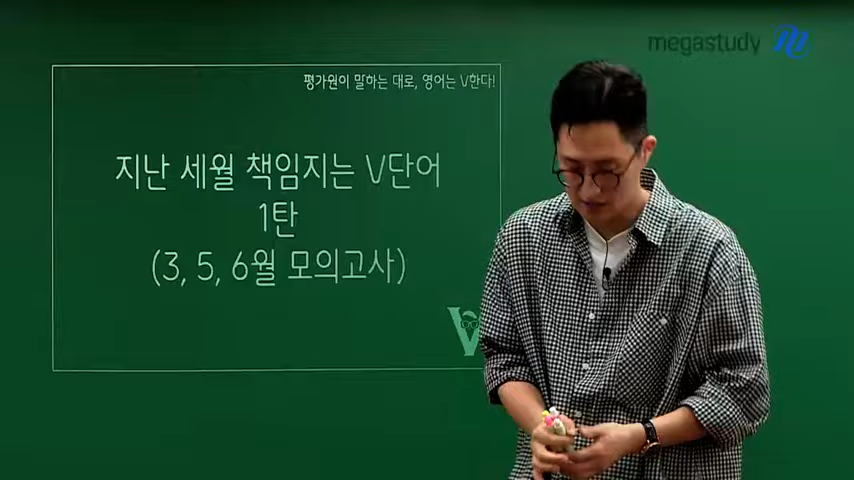 megastudy
평가원이 말하는 대로, 영어는 V한다!
지난 세월 책임지는 V단어
1탄
(3, 5, 6월 모의고사)
V